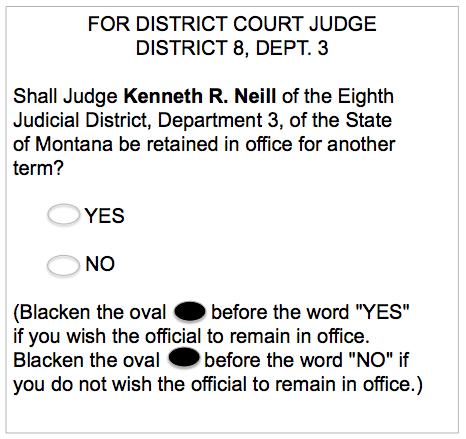 FOR DISTRICT COURT JUDGE
DISTRICT 8, DEPT. 3
Shall Judge Kenneth R. Neill of the Eighth
Judicial District, Department 3, of the State
of Montana be retained in office for another
term?
YES
NO
(Blacken the oval before the word "YES"
if you wish the official to remain in office.
Blacken the oval before the word "NO" if
you do not wish the official to remain in office.)